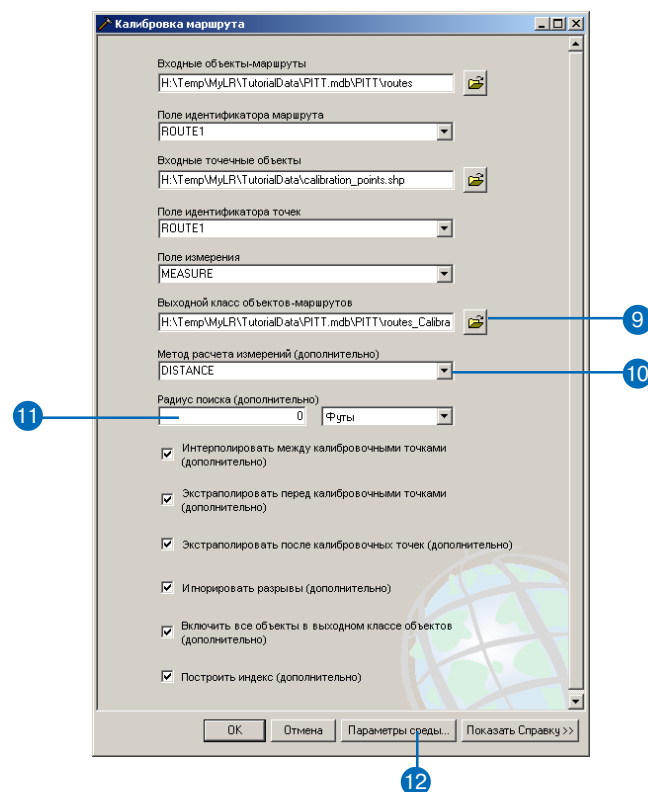 Калибровка маршрута
Входные объекты-маршруты
H:\Temp\MyLR\TutorialData\PITT.mdb\PITT\routes
Поле идентификатора маршрута
ROUTE1
Входные точечные объекты
H:\Temp\MyLR\TutorialData\calibration_points.shp
Поле идентификатора точек
ROUTE1
Поле измерения
MEASURE
Выходной класс объектов-маршрутов
H:\Temp\MyLR\TutorialData\PITT.mdb\PITT\routes_Calibra
9
Метод расчета измерений (дополнительно)
DISTANCE
10
Радиус поиска (дополнительно)
11
0 Футы
Интерполировать между калибровочными точками
(дополнительно)
Экстраполировать перед калибровочными точками
(дополнительно)
Экстраполировать после калибровочных точек (дополнительно)
Игнорировать разрывы (дополнительно)
Включить все объекты в выходном классе объектов
(дополнительно)
Построить индекс (дополнительно)
OK Отмена Параметры среды... Показать Справку >>
12